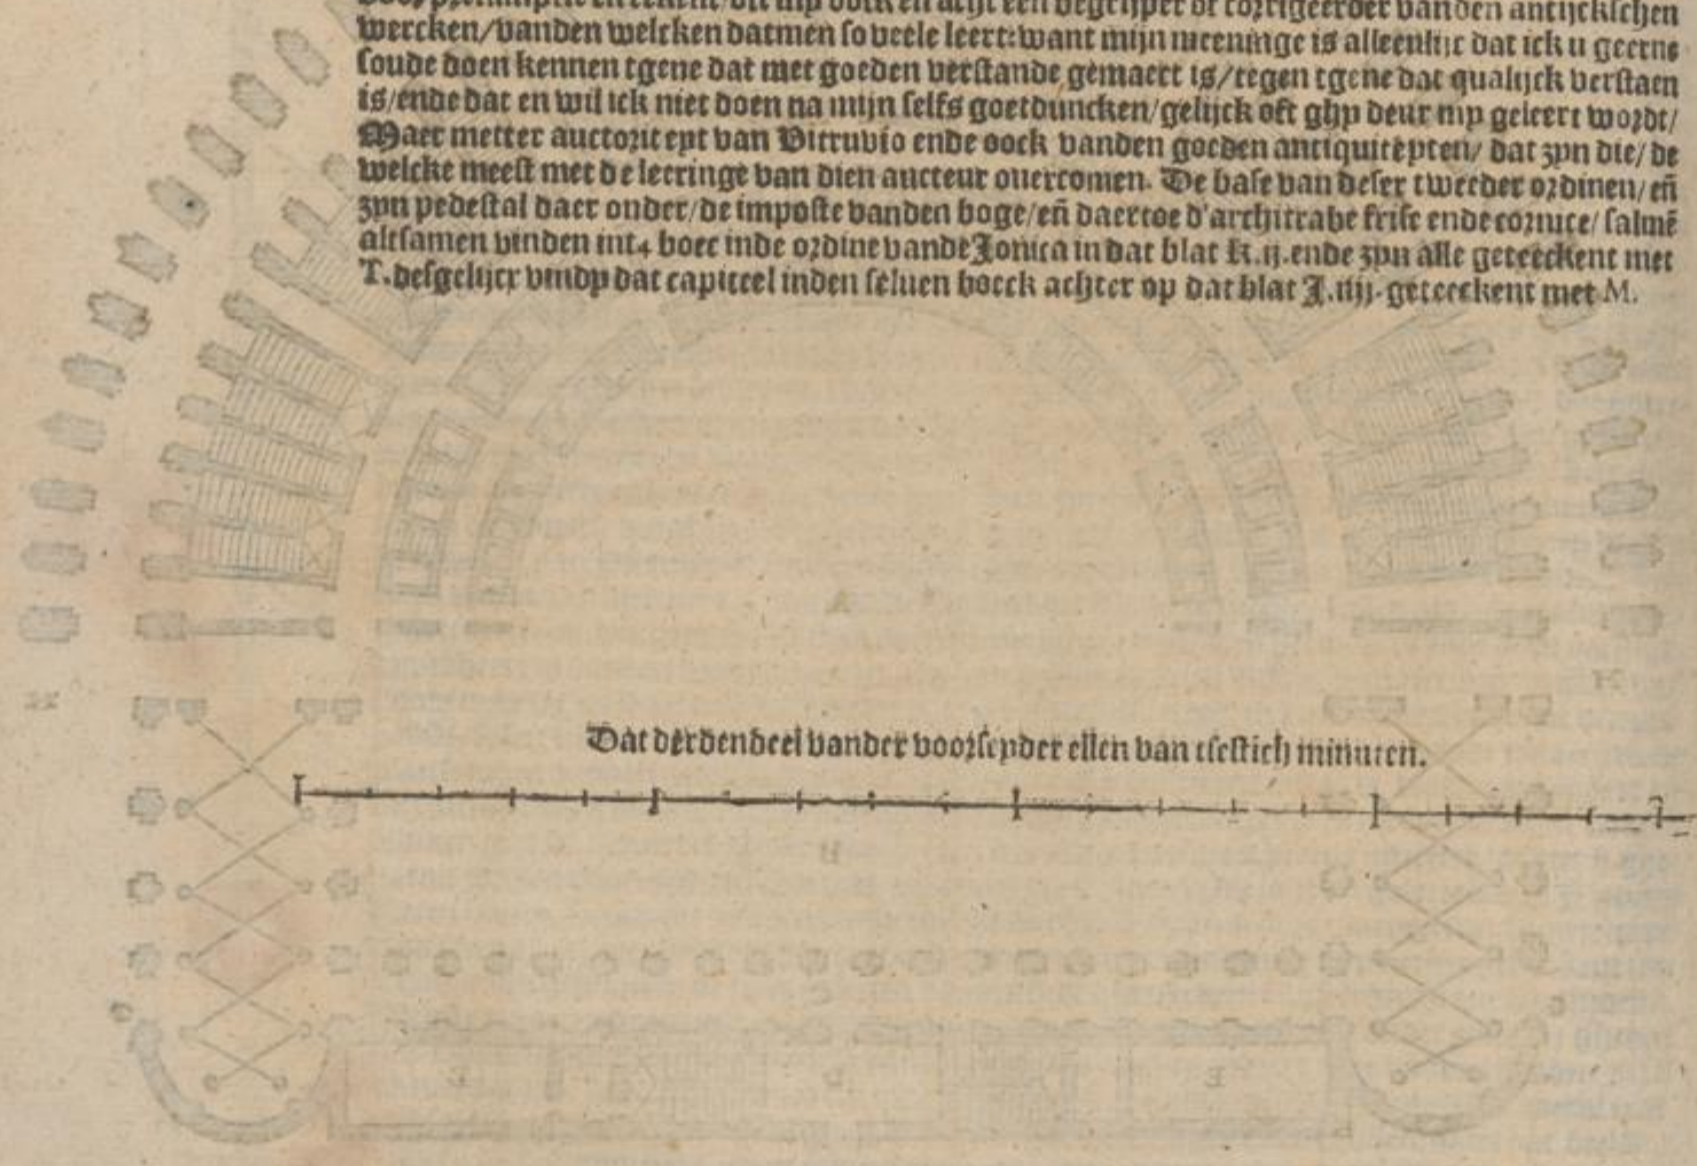 wercken/vanden welcken datmen so veele leert: want mijn meeninge is alleenlijc dat ick u geerne
soude doen kennen tgene dat met goeden verstande gemaect is/tegen tgene dat qualijck verstaen
is/ende dat en wil ick niet doen na mijn selfs goetduncken/gelijck oft ghy deur my geleert wordt/
Maer metter auctoriteyt van Vitruvio ende oock vanden goeden antiquiteyten/ dat zyn die/ de
welcke meest met de leeringe van dien aucteur overcomen. De base van deser tweeder ordinen/ en̄
zyn pedestal daer onder/de imposte vanden boge/en̄ daertoe d'architrabe frise ende cornice/ salmē
altsamen vinden int 4 boec inde ordine vande Jonica in dat blat K.ij. ende zyn alle geteeckent met
T. desgelijcx vindy dat capiteel inden selven boeck achter op dat blat J.iiij. geteeckent met M.
Dat derdendeel vander voorseyder ellen van tsestich minuten.
H
C
E
D
E